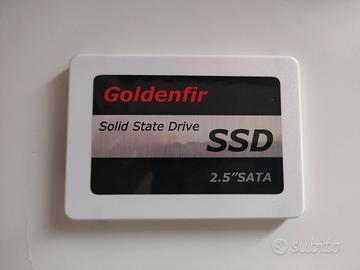 Goldenfir
Solid State Drive
SSD
2.5"SATA
subito